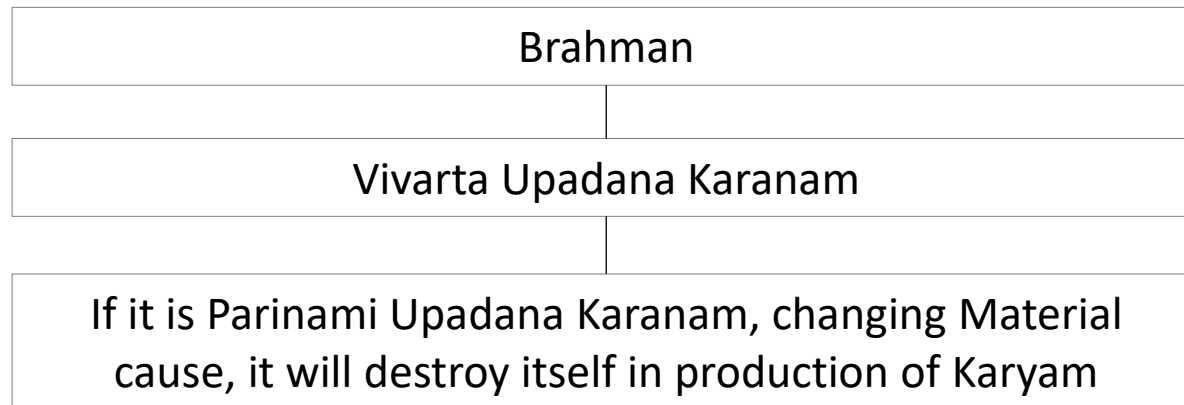 Brahman
Vivarta Upadana Karanam
If it is Parinami Upadana Karanam, changing Material
cause, it will destroy itself in production of Karyam